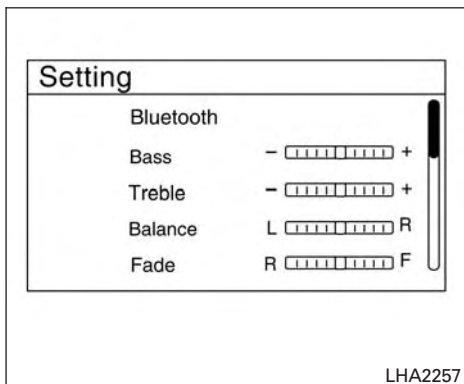 Setting
Bluetooth
Bass - +
Treble - +
Balance L R
Fade R F
LHA2257